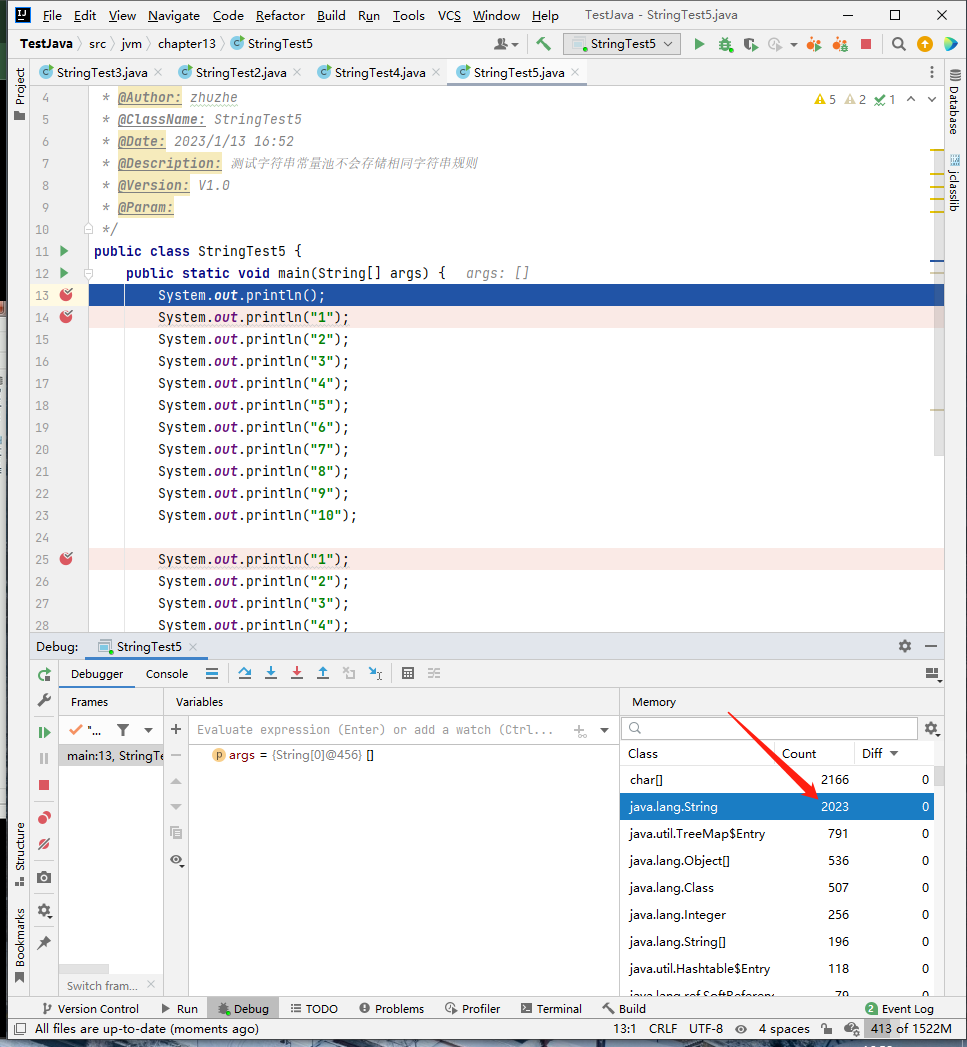 File Edit View Navigate Code Refactor Build Run Tools VCS Window Help TestJava - StringTest5.java
TestJava src jvm chapter13 StringTest5 StringTest5
Project
StringTest3.java StringTest2.java StringTest4.java StringTest5.java
Database
jclasslib
4 * @Author: zhuzhe
5 2 1
5 * @ClassName: StringTest5
6 * @Date: 2023/1/13 16:52
7 * @Description: 测试字符串常量池不会存储相同字符串规则
8 * @Version: V1.0
9 * @Param:
10 */
11 public class StringTest5 {
12 public static void main(String[] args) { args: []
13 System.out.println();
14 System.out.println("1");
15 System.out.println("2");
16 System.out.println("3");
17 System.out.println("4");
18 System.out.println("5");
19 System.out.println("6");
20 System.out.println("7");
21 System.out.println("8");
22 System.out.println("9");
23 System.out.println("10");
24
25 System.out.println("1");
26 System.out.println("2");
27 System.out.println("3");
28 System.out.println("4");
Debug: StringTest5
Debugger Console
Frames Variables Memory
"... Evaluate expression (Enter) or add a watch (Ctrl...
main:13, StringTe
args = {String[0]@456} []
Class Count Diff
char[] 2166 0
java.lang.String 2023 0
java.util.TreeMap$Entry 791 0
java.lang.Object[] 536 0
java.lang.Class 507 0
java.lang.Integer 256 0
java.lang.String[] 196 0
java.util.Hashtable$Entry 118 0
Structure
Bookmarks
Switch fram...
Version Control Run Debug TODO Problems Profiler Terminal Build 2 Event Log
All files are up-to-date (moments ago) 13:1 CRLF UTF-8 4 spaces 413 of 1522M